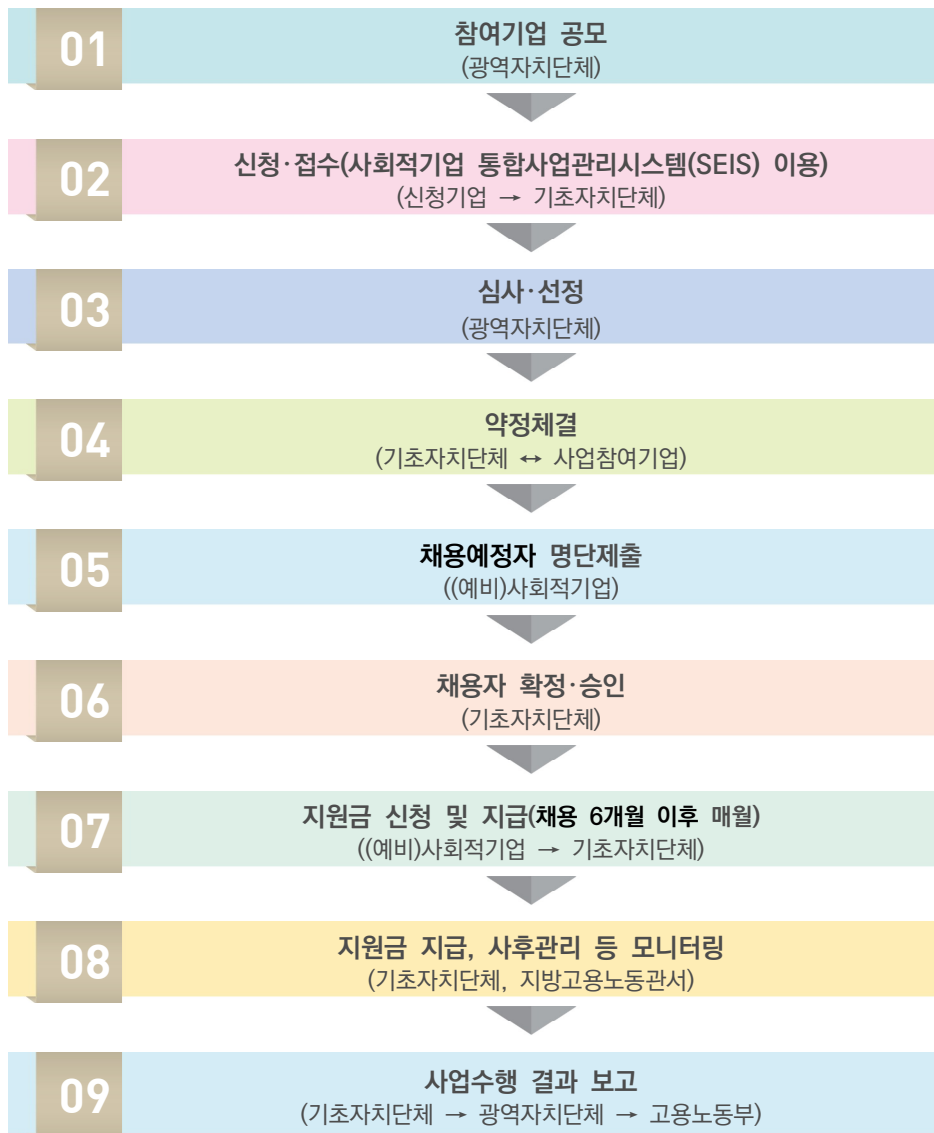 01
참여기업 공모
(광역자치단체)
02
신청·접수(사회적기업 통합사업관리시스템(SEIS) 이용)
(신청기업 → 기초자치단체)
03
심사·선정
(광역자치단체)
04
약정체결
(기초자치단체 ↔ 사업참여기업)
05
채용예정자 명단제출
((예비)사회적기업)
06
채용자 확정·승인
(기초자치단체)
07
지원금 신청 및 지급(채용 6개월 이후 매월)
((예비)사회적기업 → 기초자치단체)
08
지원금 지급, 사후관리 등 모니터링
(기초자치단체, 지방고용노동관서)
09
사업수행 결과 보고
(기초자치단체 → 광역자치단체 → 고용노동부)